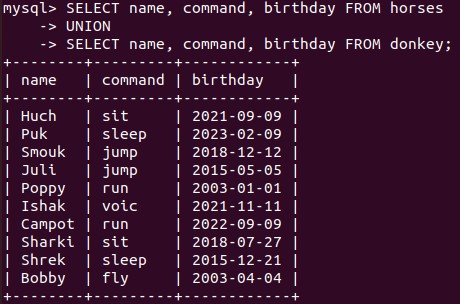 mysql> SELECT name, command, birthday FROM horses
    -> UNION
    -> SELECT name, command, birthday FROM donkey;
+--------+---------+------------+
| name   | command | birthday   |
+--------+---------+------------+
| Huch   | sit     | 2021-09-09 |
| Puk    | sleep   | 2023-02-09 |
| Smouk  | jump    | 2018-12-12 |
| Juli   | jump    | 2015-05-05 |
| Poppy  | run     | 2003-01-01 |
| Ishak  | voic    | 2021-11-11 |
| Campot | run     | 2022-09-09 |
| Sharki | sit     | 2018-07-27 |
| Shrek  | sleep   | 2015-12-21 |
| Bobby  | fly     | 2003-04-04 |
+--------+---------+------------+